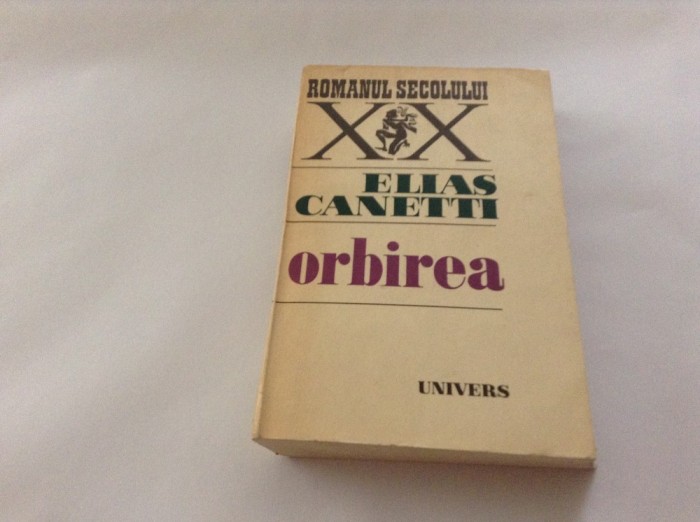 ROMANUL SECOLULUI
XX
ELIAS
CANETTI
orbirea
UNIVERS